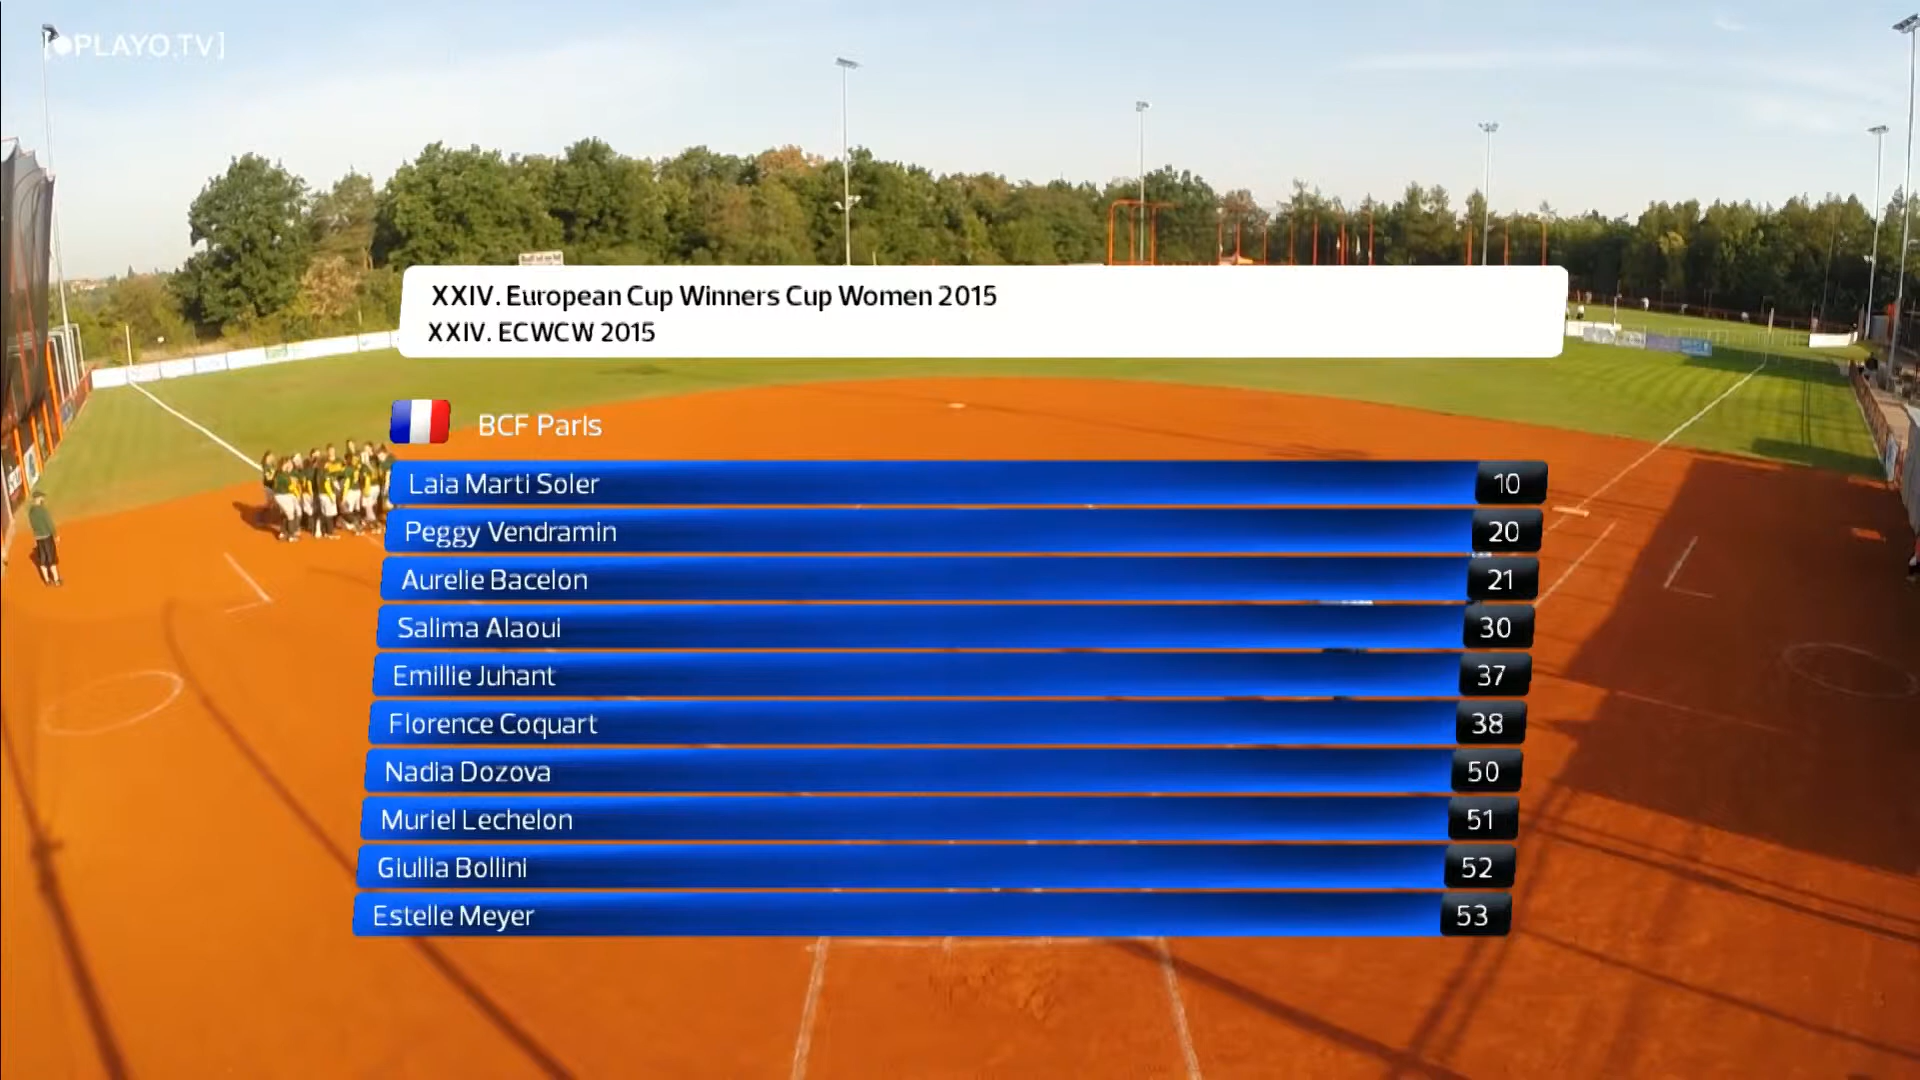 [●PLAYO.TV]
XXIV. European Cup Winners Cup Women 2015
XXIV. ECWCW 2015
BCF Paris
Laia Marti Soler 10
Peggy Vendramin 20
Aurelie Bacelon 21
Salima Alaoui 30
Emillie Juhant 37
Florence Coquart 38
Nadia Dozova 50
Muriel Lechelon 51
Giullia Bollini 52
Estelle Meyer 53